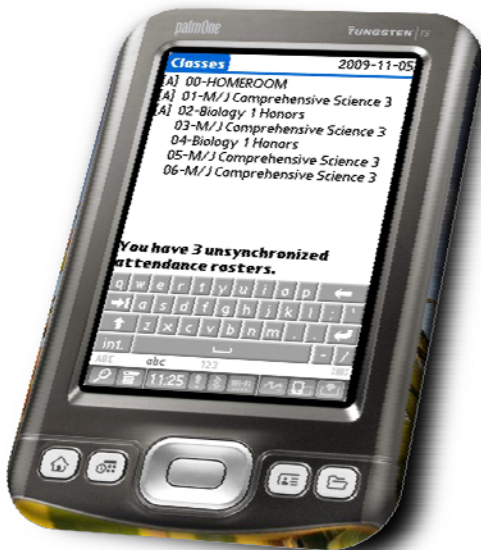 palmOne
TUNGSTEN | T5
Classes 2009-11-05
[A] 00-HOMEROOM
[A] 01-M/J Comprehensive Science 3
[A] 02-Biology 1 Honors
03-M/J Comprehensive Science 3
04-Biology 1 Honors
05-M/J Comprehensive Science 3
06-M/J Comprehensive Science 3
You have 3 unsynchronized
attendance rosters.
q w e r t y u i o p
a s d f g h j k l ; '
z x c v b n m , .
int. - /
ABC abc 123
11:25 Wi-Fi